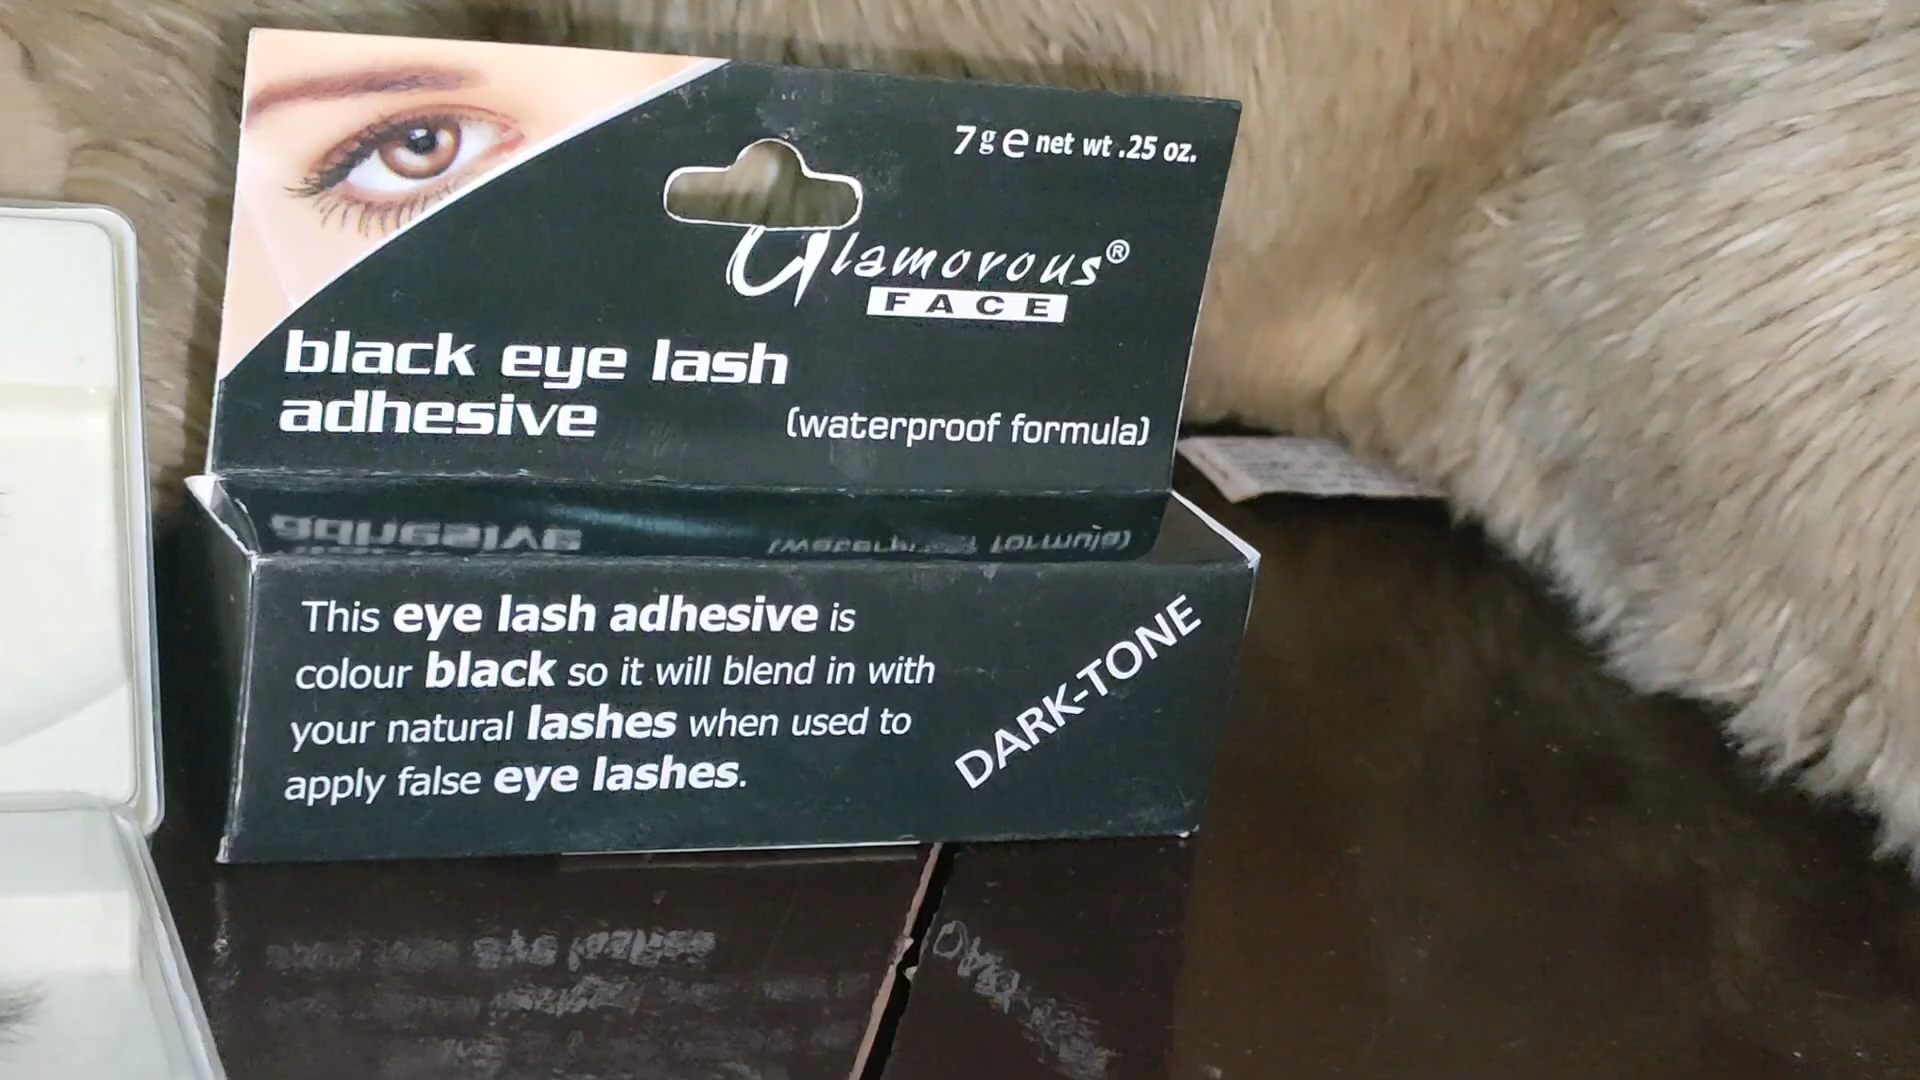 7 g e net wt .25 oz.
Glamorous®
FACE
black eye lash
adhesive
(waterproof formula)
This eye lash adhesive is
colour black so it will blend in with
your natural lashes when used to
apply false eye lashes.
DARK-TONE